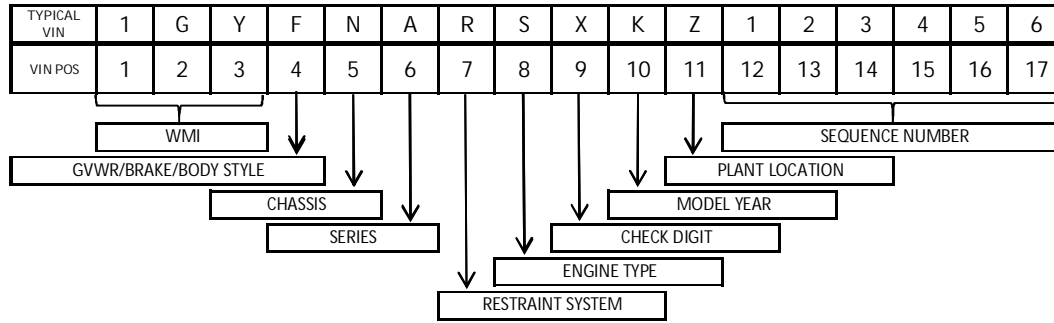 TYPICAL VIN 1 G Y F N A R S X K Z 1 2 3 4 5 6
VIN POS 1 2 3 4 5 6 7 8 9 10 11 12 13 14 15 16 17
WMI SEQUENCE NUMBER
GVWR/BRAKE/BODY STYLE PLANT LOCATION
CHASSIS MODEL YEAR
SERIES CHECK DIGIT
ENGINE TYPE
RESTRAINT SYSTEM